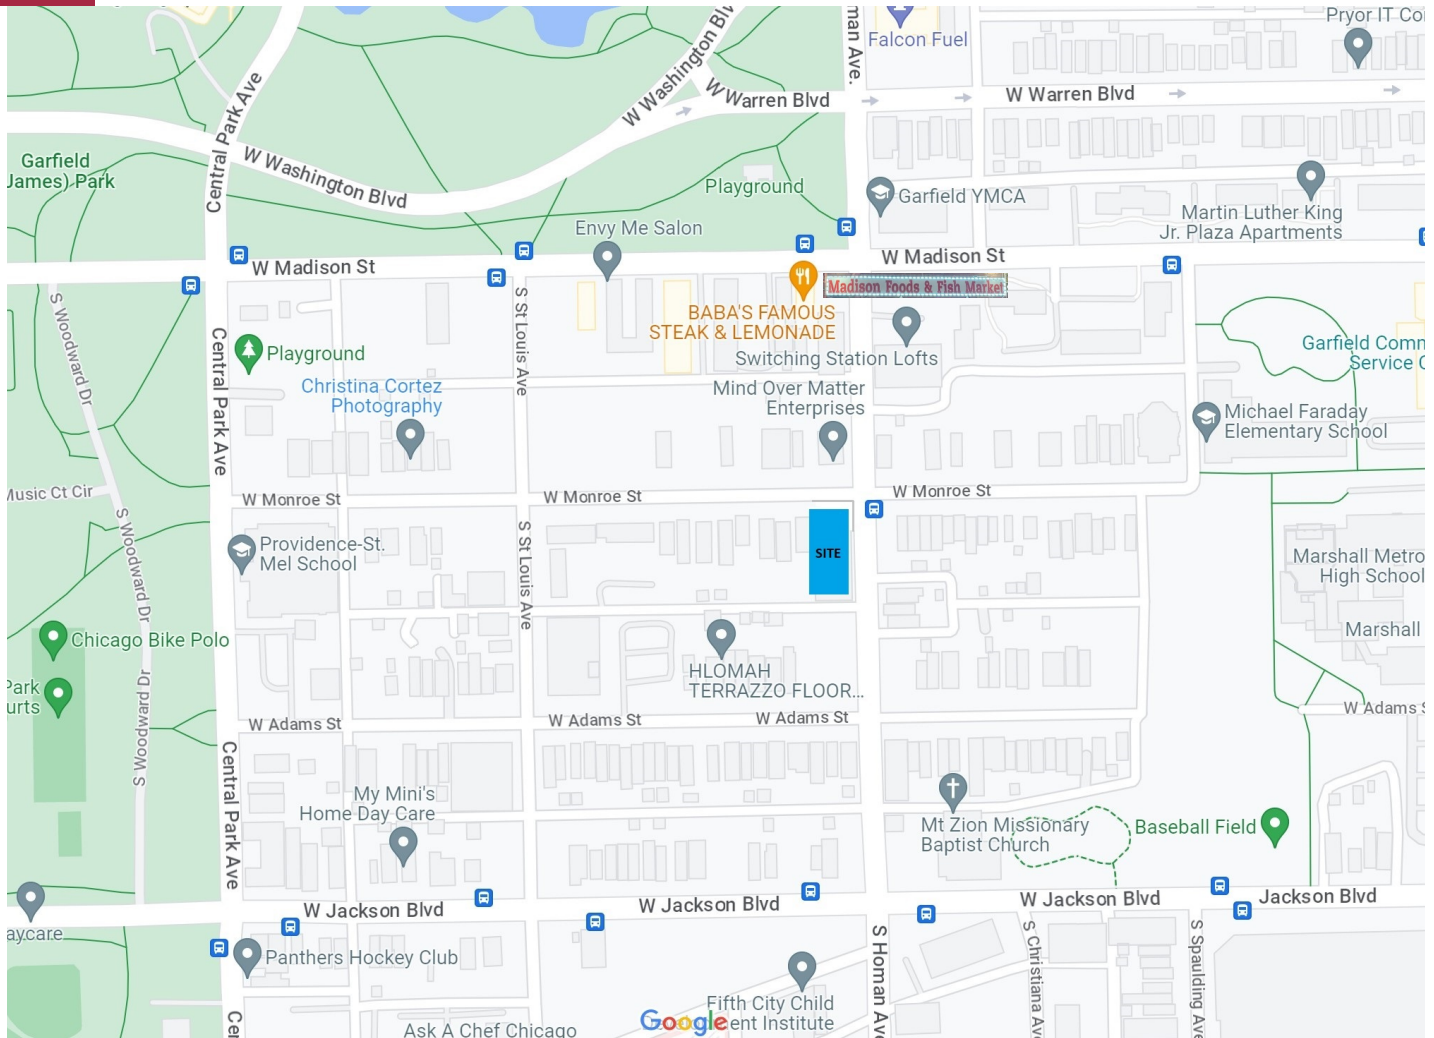 Pryor IT Co
Falcon Fuel
man Ave.
W Washington Blv
W Warren Blvd
W Warren Blvd
Central Park Ave
Garfield
James) Park
W Washington Blvd
Playground
Garfield YMCA
Martin Luther King
Jr. Plaza Apartments
Envy Me Salon
W Madison St
W Madison St
Madison Foods & Fish Market
BABA'S FAMOUS
STEAK & LEMONADE
S Woodward Dr
S St Louis Ave
Central Park Ave
Playground
Switching Station Lofts
Garfield Comm
Service C
Christina Cortez
Photography
Mind Over Matter
Enterprises
Michael Faraday
Elementary School
Music Ct Cir
W Monroe St
W Monroe St
W Monroe St
S Woodward Dr
S St Louis Ave
Providence-St.
Mel School
SITE
Marshall Metro
High School
Chicago Bike Polo
Marshall
Park
urts
HLOMAH
TERRAZZO FLOOR...
S Woodward Dr
W Adams St
W Adams St
W Adams St
W Adams S
Central Park Ave
My Mini's
Home Day Care
Mt Zion Missionary
Baptist Church
Baseball Field
W Jackson Blvd
W Jackson Blvd
W Jackson Blvd
Jackson Blvd
aycare
Panthers Hockey Club
S Homan Ave
S Christiana Ave
S Spaulding Ave
Fifth City Child
ent Institute
Google
Ask A Chef Chicago
Cen